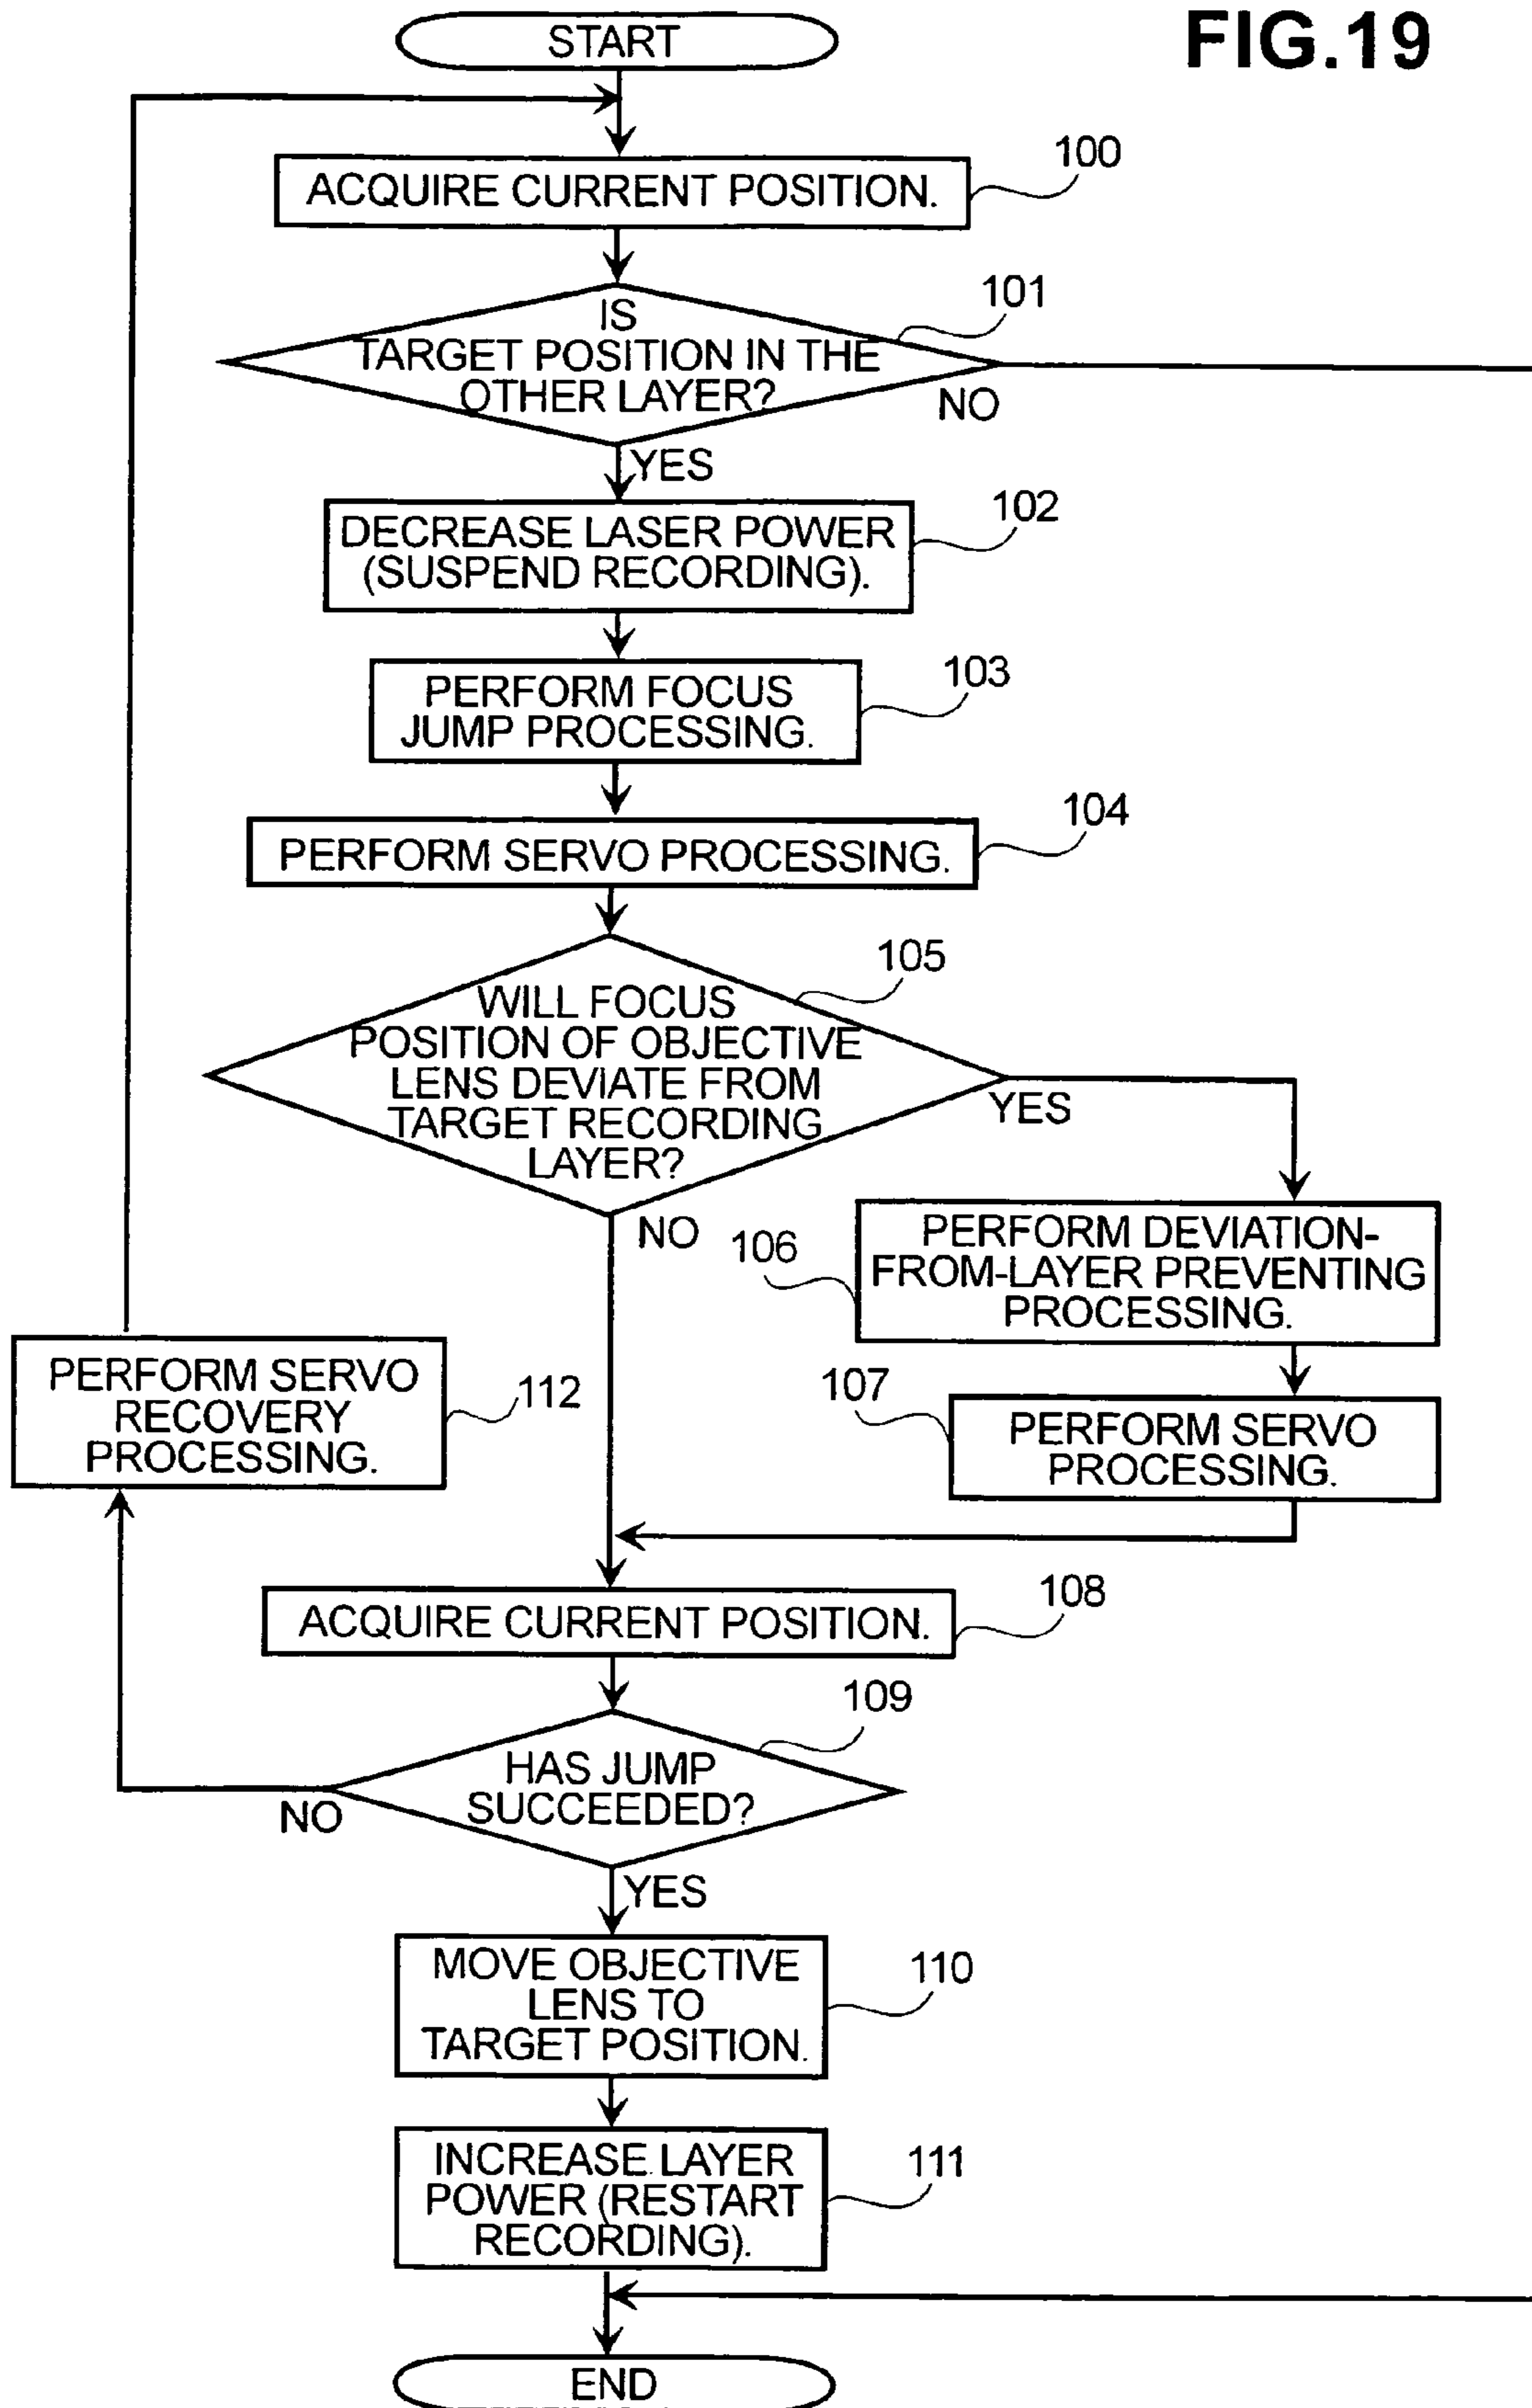 FIG.19
START
100
ACQUIRE CURRENT POSITION.
101
IS
TARGET POSITION IN THE
OTHER LAYER?
NO
YES
102
DECREASE LASER POWER
(SUSPEND RECORDING).
103
PERFORM FOCUS
JUMP PROCESSING.
104
PERFORM SERVO PROCESSING.
105
WILL FOCUS
POSITION OF OBJECTIVE
LENS DEVIATE FROM
TARGET RECORDING
LAYER?
YES
NO
106
PERFORM DEVIATION-
FROM-LAYER PREVENTING
PROCESSING.
107
PERFORM SERVO
PROCESSING.
PERFORM SERVO
RECOVERY
PROCESSING.
112
108
ACQUIRE CURRENT POSITION.
109
HAS JUMP
SUCCEEDED?
NO
YES
110
MOVE OBJECTIVE
LENS TO
TARGET POSITION.
111
INCREASE LAYER
POWER (RESTART
RECORDING).
END